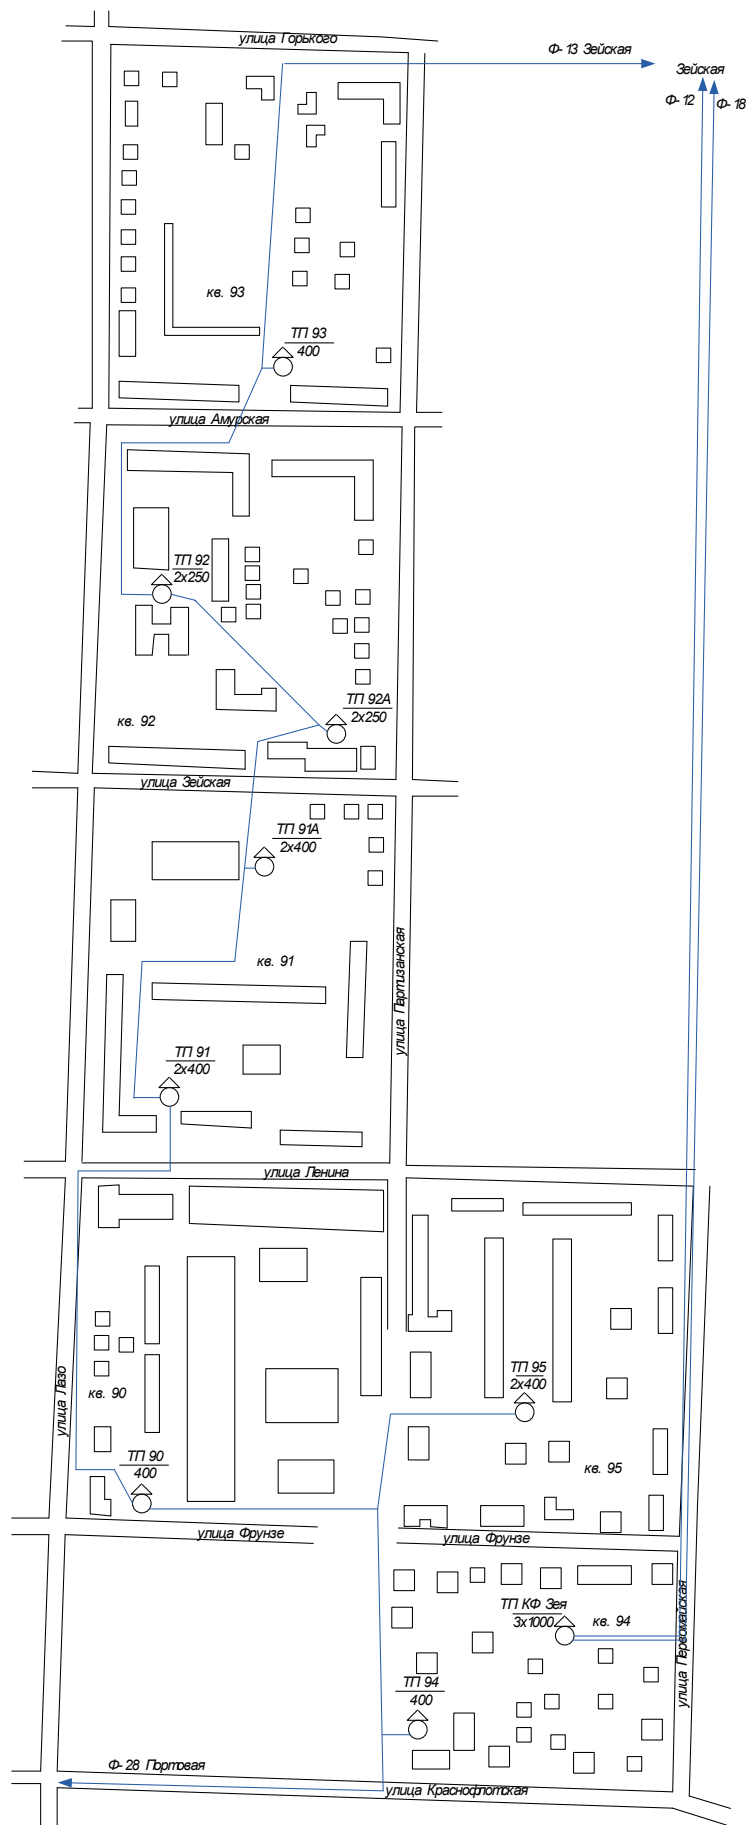 улица Горького
Ф- 13 Зейская
Зейская
Ф- 12
Ф- 18
кв. 93
ТП 93
400
улица Амурская
ТП 92
2х250
ТП 92А
2х250
кв. 92
улица Зейская
ТП 91А
2х400
улица Партизанская
кв. 91
ТП 91
2х400
улица Ленина
ТП 95
2х400
улица Лазо
кв. 90
ТП 90
400
кв. 95
улица Фрунзе
улица Фрунзе
ТП КФ Зея
3х1000
кв. 94
улица Первомайская
ТП 94
400
Ф- 28 Портовая
улица Краснофлотская